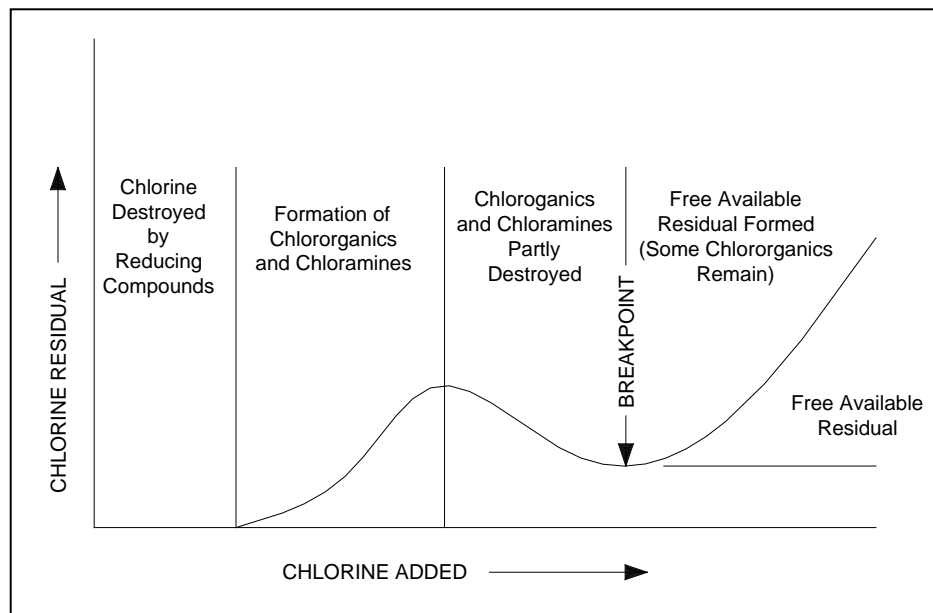 Chlorine
Destroyed
by
Reducing
Compounds
Formation of
Chlororganics
and Chloramines
Chloroganics
and Chloramines
Partly
Destroyed
Free Available
Residual Formed
(Some Chlororganics
Remain)
BREAKPOINT
Free Available
Residual
CHLORINE RESIDUAL
CHLORINE ADDED